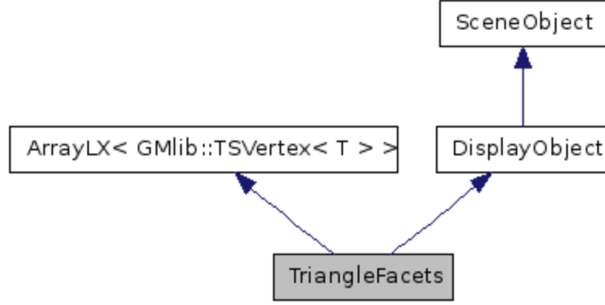 SceneObject
ArrayLX< GMlib::TSVertex< T > >
DisplayObject
TriangleFacets